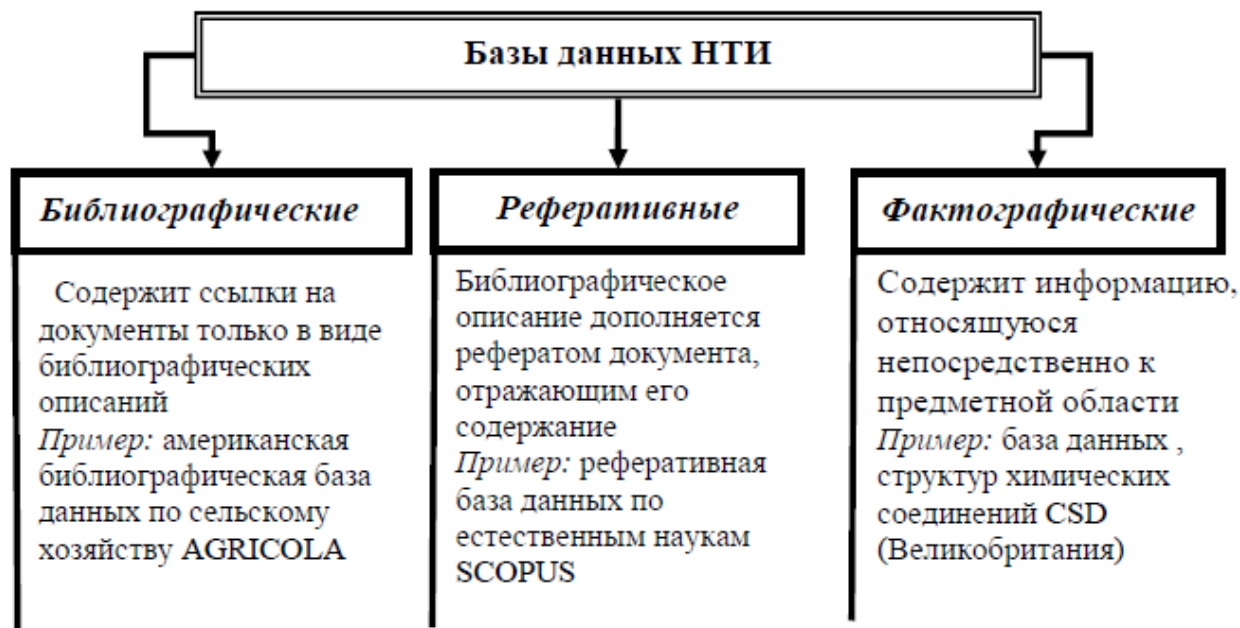 Базы данных НТИ
Библиографические
Содержит ссылки на
документы только в виде
библиографических
описаний
Пример: американская
библиографическая база
данных по сельскому
хозяйству AGRICOLA
Реферативные
Библиографическое
описание дополняется
рефератом документа,
отражающим его
содержание
Пример: реферативная
база данных по
естественным наукам
SCOPUS
Фактографические
Содержит информацию,
относящуюся
непосредственно к
предметной области
Пример: база данных ,
структур химических
соединений CSD
(Великобритания)